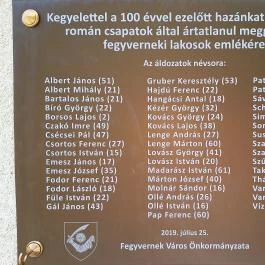 Kegyelettel a 100 évvel ezelőtt hazánkat
román csapatok által ártatlanul
fegyverneki lakosok emlékére
Az áldozatok névsora:
Albert János (51)
Albert Mihály (21)
Bartalos János (21)
Bíró György (22)
Borsos Lajos (2)
Czakó Imre (49)
Csécsei Pál (47)
Csortos Ferenc (27)
Csortos István (15)
Emesz János (17)
Emesz József (35)
Fodor Ferenc (21)
Fodor László (18)
Füle István (22)
Gál János (43)
Gruber Keresztély (53)
Hajdú Ferenc (22)
Hangácsi Antal (18)
Kézér György (32)
Kovács György (24)
Kovács Lajos (38)
Lenge András (27)
Lenge Márton (60)
Lovász György (41)
Lovász István (20)
Madarász István (61)
Márton József (40)
Molnár Sándor (16)
Ollé András (26)
Ollé István (16)
Pap Ferenc (60)
2019. július 25.
Fegyvernek Város Önkormányzata